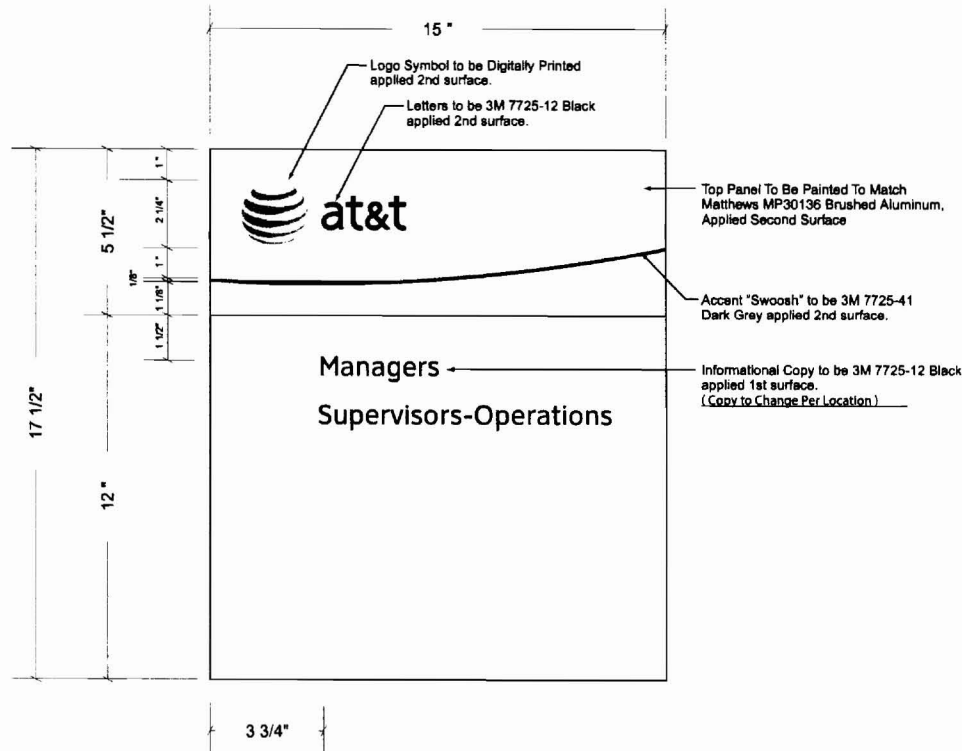 15 "
Logo Symbol to be Digitally Printed
applied 2nd surface.
Letters to be 3M 7725-12 Black
applied 2nd surface.
1"
2 1/4"
5 1/2"
1"
1/8"
1 1/8"
1 1/2"
17 1/2"
12 "
at&t
Top Panel To Be Painted To Match
Matthews MP30136 Brushed Aluminum,
Applied Second Surface
Accent "Swoosh" to be 3M 7725-41
Dark Grey applied 2nd surface.
Managers
Informational Copy to be 3M 7725-12 Black
applied 1st surface.
( Copy to Change Per Location )
Supervisors-Operations
3 3/4"